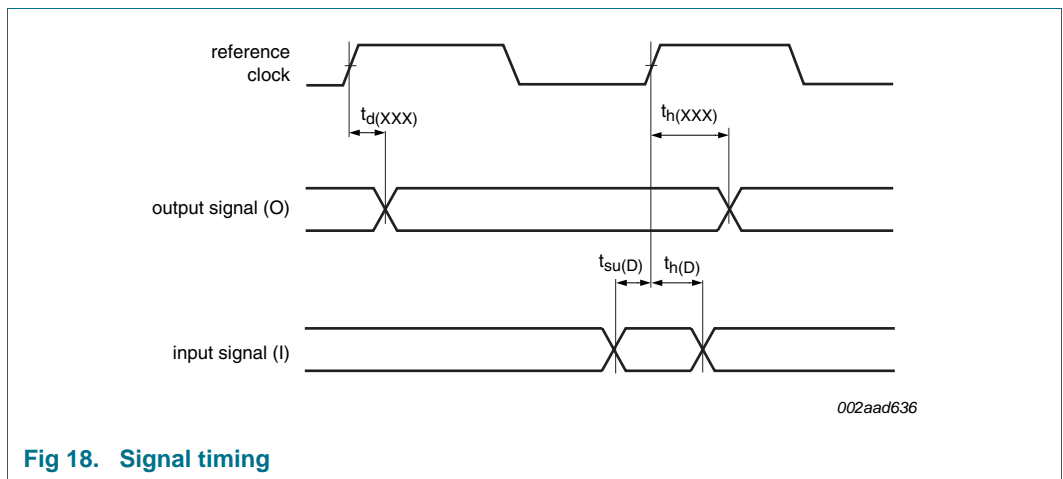 reference
clock
td(XXX)
th(XXX)
output signal (O)
tsu(D)
th(D)
input signal (I)
002aad636
Fig 18. Signal timing